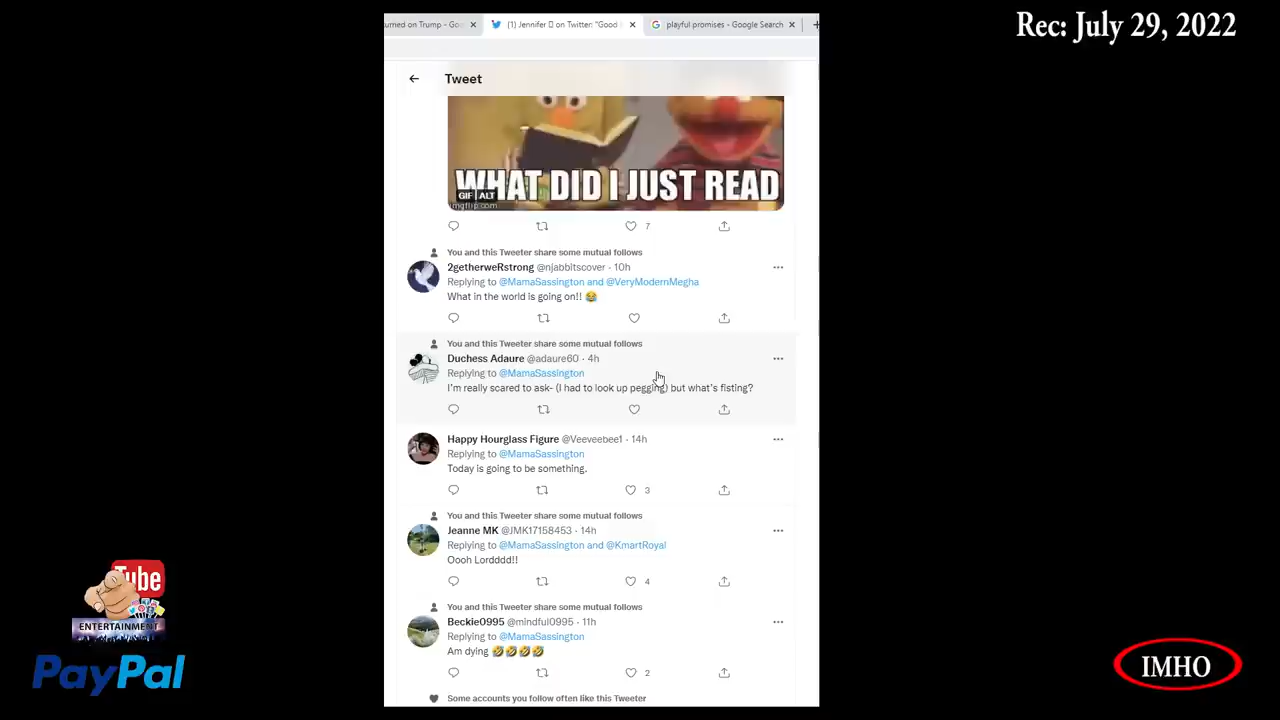 Rec: July 29, 2022
urned on Trump - Goo
(1) Jennifer on Twitter: "Good
playful promises - Google Search
Tweet
WHAT DID I JUST READ
GIF ALT
imgflip.com
7
You and this Tweeter share some mutual follows
2getherweRstrong @njabbitscover · 10h
Replying to @MamaSassington and @VeryModernMegha
What in the world is going on!! 😂
You and this Tweeter share some mutual follows
Duchess Adaure @adaure60 · 4h
Replying to @MamaSassington
I'm really scared to ask- (I had to look up pegging) but what's fisting?
Happy Hourglass Figure @Veeveebee1 · 14h
Replying to @MamaSassington
Today is going to be something.
3
You and this Tweeter share some mutual follows
Jeanne MK @JMK17158453 · 14h
Replying to @MamaSassington and @KmartRoyal
Oooh Lordddd!!
4
You and this Tweeter share some mutual follows
Beckie0995 @mindful0995 · 11h
Replying to @MamaSassington
Am dying 🤣🤣🤣🤣
2
Some accounts you follow often like this Tweeter
Tube
ENTERTAINMENT
PayPal
IMHO